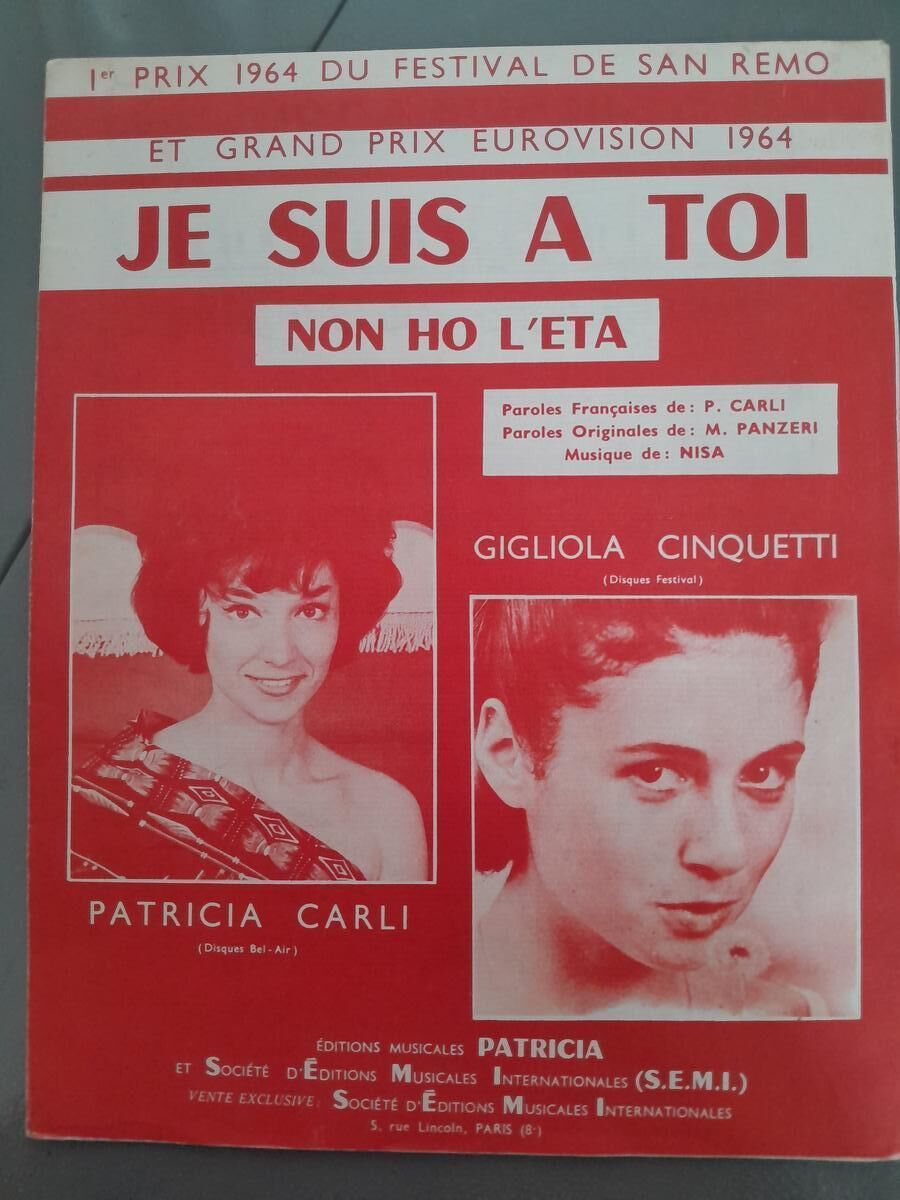 1er PRIX 1964 DU FESTIVAL DE SAN REMO
ET GRAND PRIX EUROVISION 1964
JE SUIS A TOI
NON HO L'ETA
Paroles Françaises de : P. CARLI
Paroles Originales de : M. PANZERI
Musique de : NISA
GIGLIOLA CINQUETTI
(Disques Festival)
PATRICIA CARLI
(Disques Bel-Air)
ÉDITIONS MUSICALES PATRICIA
ET SOCIÉTÉ D'ÉDITIONS MUSICALES INTERNATIONALES (S.E.M.I.)
VENTE EXCLUSIVE : SOCIÉTÉ D'ÉDITIONS MUSICALES INTERNATIONALES
5, rue Lincoln, PARIS (8e)